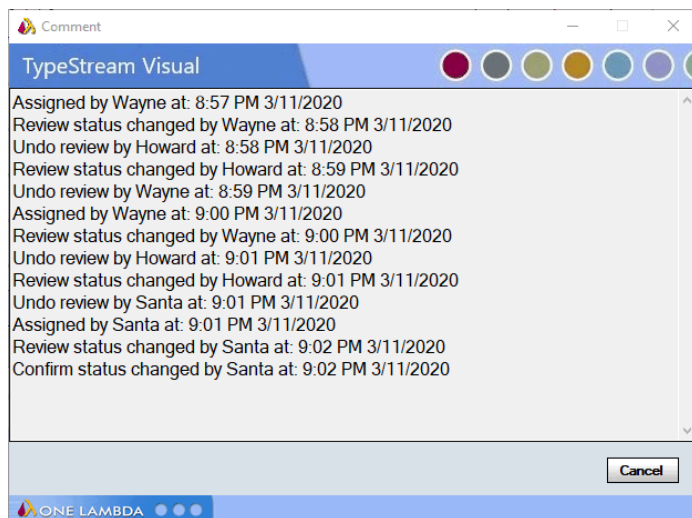 Comment
TypeStream Visual
Assigned by Wayne at: 8:57 PM 3/11/2020
Review status changed by Wayne at: 8:58 PM 3/11/2020
Undo review by Howard at: 8:58 PM 3/11/2020
Review status changed by Howard at: 8:59 PM 3/11/2020
Undo review by Wayne at: 8:59 PM 3/11/2020
Assigned by Wayne at: 9:00 PM 3/11/2020
Review status changed by Wayne at: 9:00 PM 3/11/2020
Undo review by Howard at: 9:01 PM 3/11/2020
Review status changed by Howard at: 9:01 PM 3/11/2020
Undo review by Santa at: 9:01 PM 3/11/2020
Assigned by Santa at: 9:01 PM 3/11/2020
Review status changed by Santa at: 9:02 PM 3/11/2020
Confirm status changed by Santa at: 9:02 PM 3/11/2020
Cancel
ONE LAMBDA